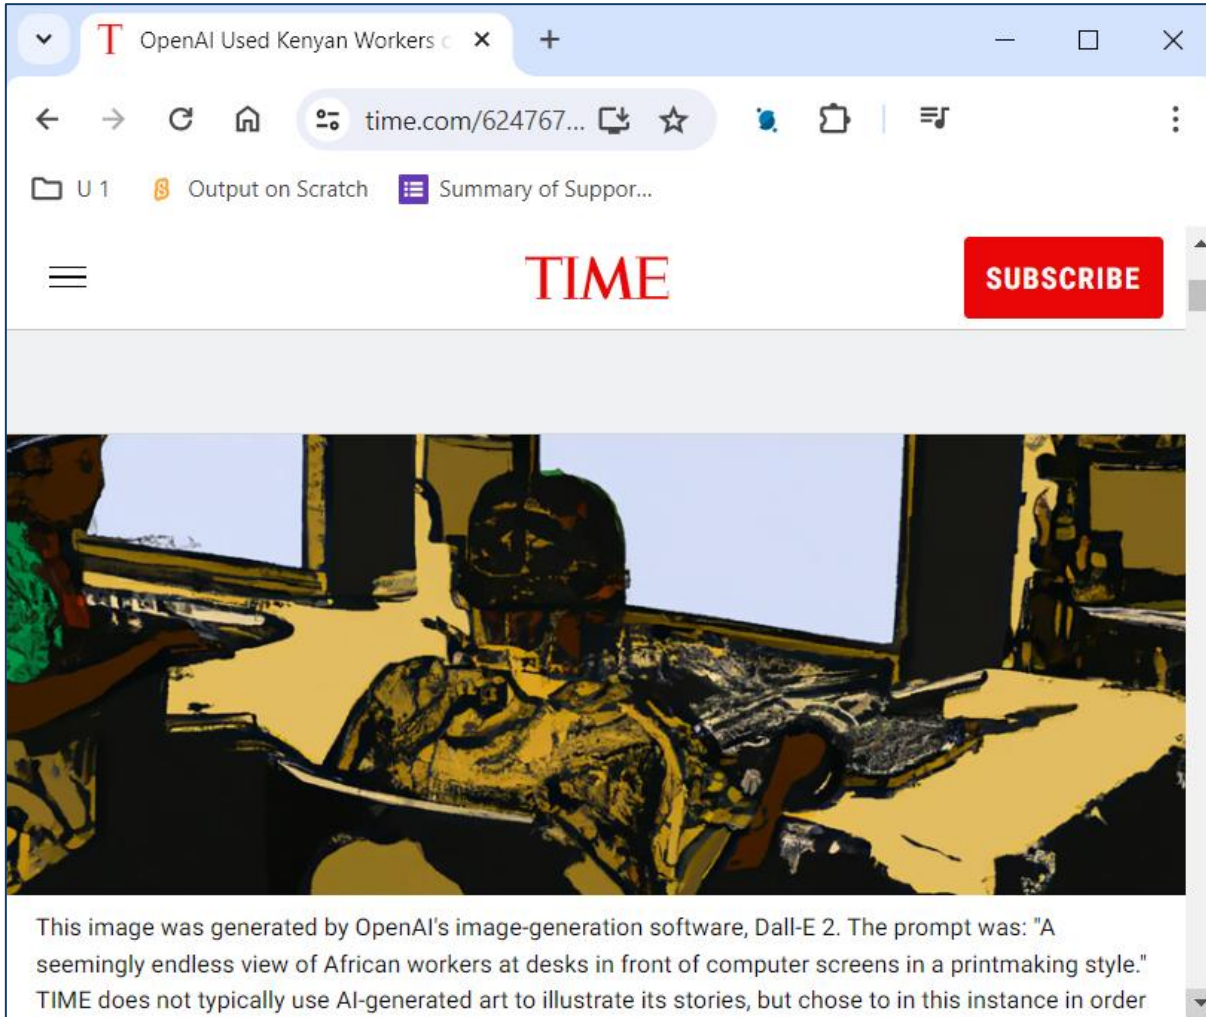 OpenAI Used Kenyan Workers
time.com/624767...
U 1
Output on Scratch
Summary of Suppor...
TIME
SUBSCRIBE
This image was generated by OpenAI's image-generation software, Dall-E 2. The prompt was: "A
seemingly endless view of African workers at desks in front of computer screens in a printmaking style."
TIME does not typically use AI-generated art to illustrate its stories, but chose to in this instance in order